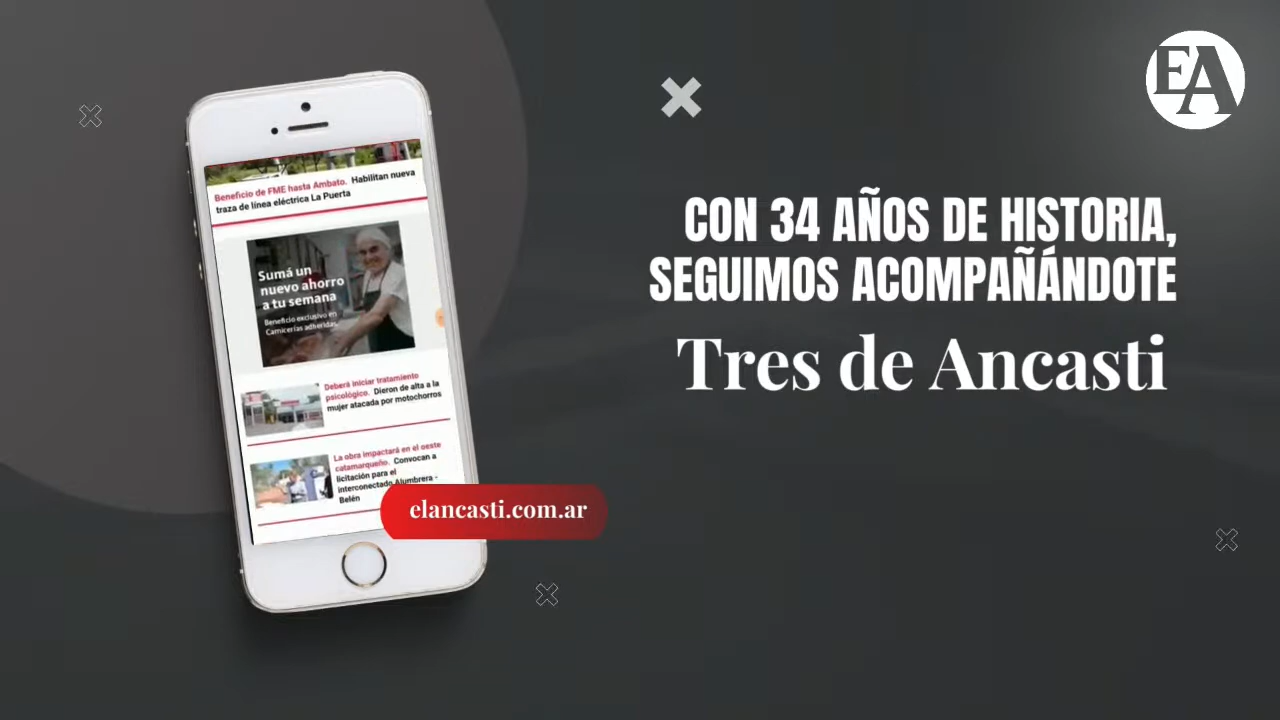 EA
CON 34 AÑOS DE HISTORIA,
SEGUIMOS ACOMPAÑÁNDOTE
Tres de Ancasti
Beneficio de FME hasta Ambato. Habilitan nueva
traza de línea eléctrica La Puerta
Sumá un
nuevo ahorro
a tu semana
Beneficio exclusivo en
Carnicerías adheridas.
Deberá iniciar tratamiento
psicológico. Dieron de alta a la
mujer atacada por motochorros
La obra impactará en el oeste
catamarqueño. Convocan a
licitación para el
interconectado Alumbrera -
Belén
elancasti.com.ar